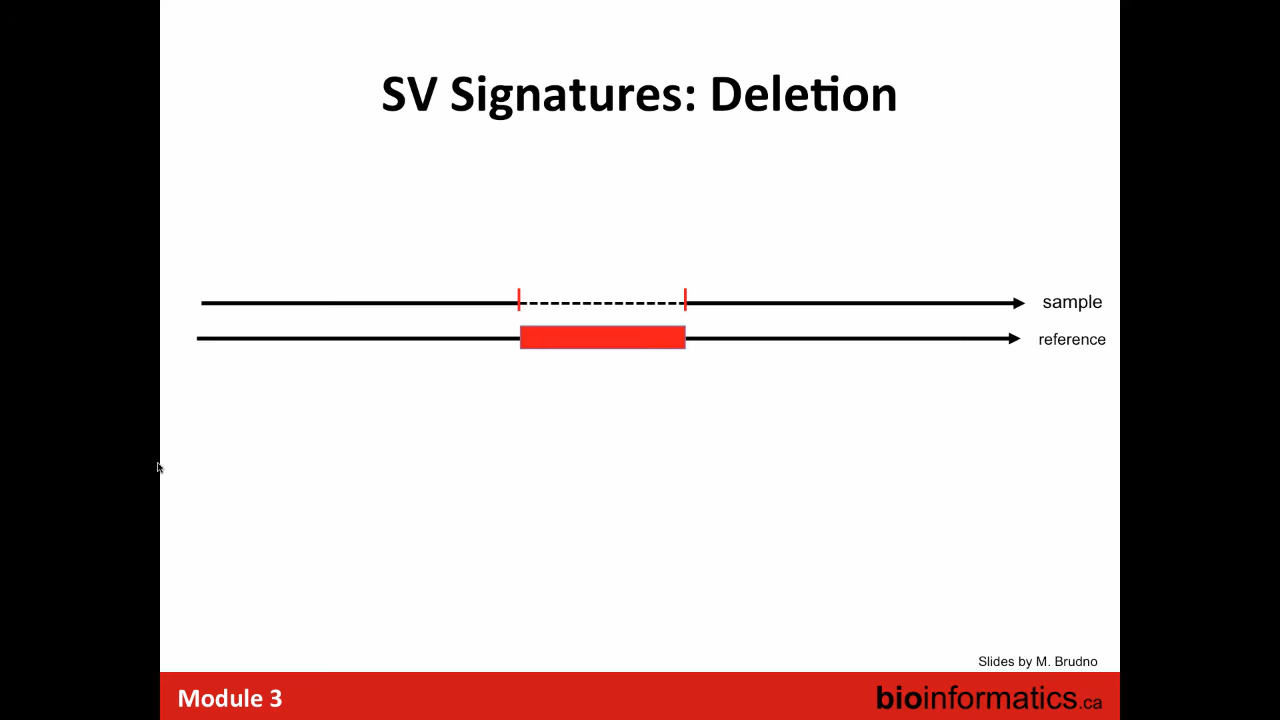 SV Signatures: Deletion
sample
reference
Slides by M. Brudno
Module 3
bioinformatics.ca